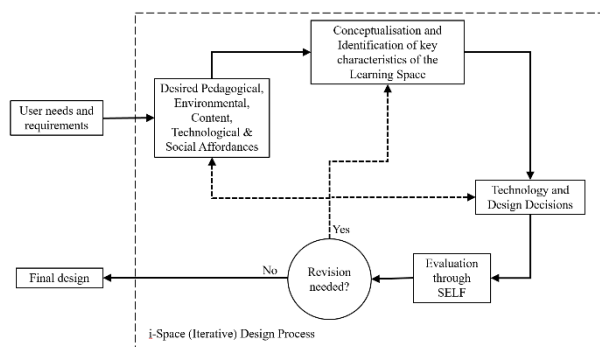 Conceptualisation and
Identification of key
characteristics of the
Learning Space
Desired Pedagogical,
Environmental,
Content,
Technological &
Social Affordances
User needs and
requirements
Technology and
Design Decisions
Yes
Evaluation
through
SELF
Revision
needed?
No
Final design
i-Space (Iterative) Design Process